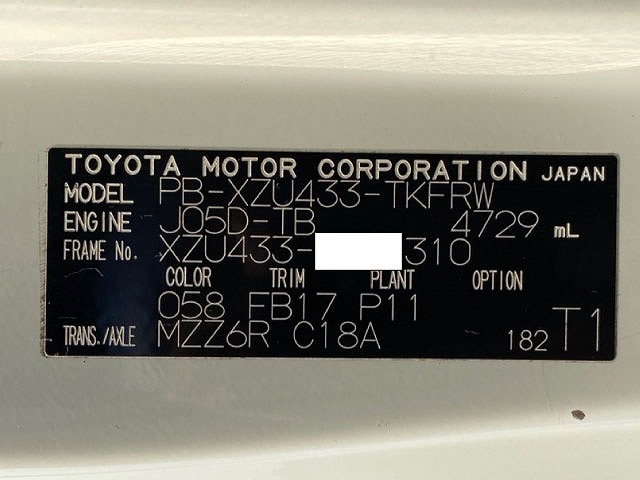 TOYOTA MOTOR CORPORATION JAPAN
MODEL PB-XZU433-TKFRW
ENGINE J05D-TB 4729 mL
FRAME No. XZU433- 310
COLOR TRIM PLANT OPTION
058 FB17 P11
TRANS./AXLE MZZ6R C18A 182 T1